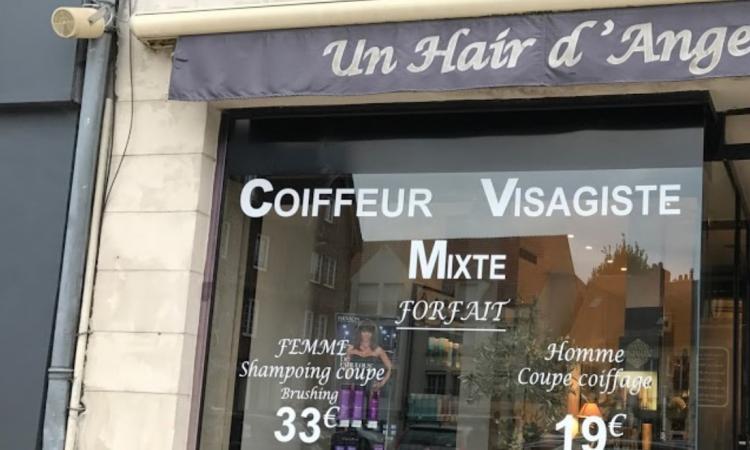 Un Hair d'Ange
COIFFEUR VISAGISTE
MIXTE
FORFAIT
FEMME
Shampoing coupe
Brushing
33€
Homme
Coupe coiffage
19€